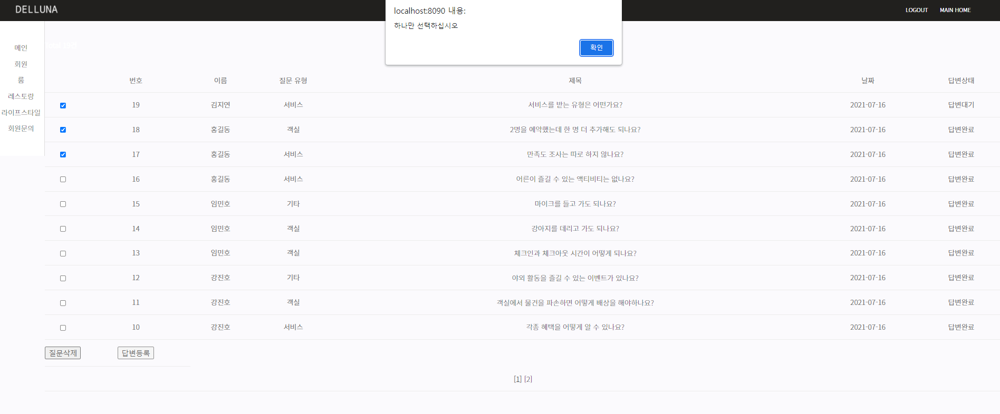 DELLUNA
LOGOUT MAIN HOME
localhost:8090 내용:
하나만 선택하십시오
확인
메인
회원
룸
레스토랑
라이프스타일
회원문의
번호 이름 질문 유형 제목 날짜 답변상태
19 김지연 서비스 서비스를 받는 유형은 어떤가요? 2021-07-16 답변대기
18 홍길동 객실 2명을 예약했는데 한 명 더 추가해도 되나요? 2021-07-16 답변완료
17 홍길동 서비스 만족도 조사는 따로 하지 않나요? 2021-07-16 답변완료
16 홍길동 서비스 어른이 즐길 수 있는 액티비티는 없나요? 2021-07-16 답변완료
15 임민호 기타 마이크를 들고 가도 되나요? 2021-07-16 답변완료
14 임민호 객실 강아지를 데리고 가도 되나요? 2021-07-16 답변완료
13 임민호 객실 체크인과 체크아웃 시간이 어떻게 되나요? 2021-07-16 답변완료
12 강진호 기타 야외 활동을 즐길 수 있는 이벤트가 있나요? 2021-07-16 답변완료
11 강진호 객실 객실에서 물건을 파손하면 어떻게 배상을 해야하나요? 2021-07-16 답변완료
10 강진호 서비스 각종 혜택을 어떻게 알 수 있나요? 2021-07-16 답변완료
질문삭제 답변등록
[1] [2]